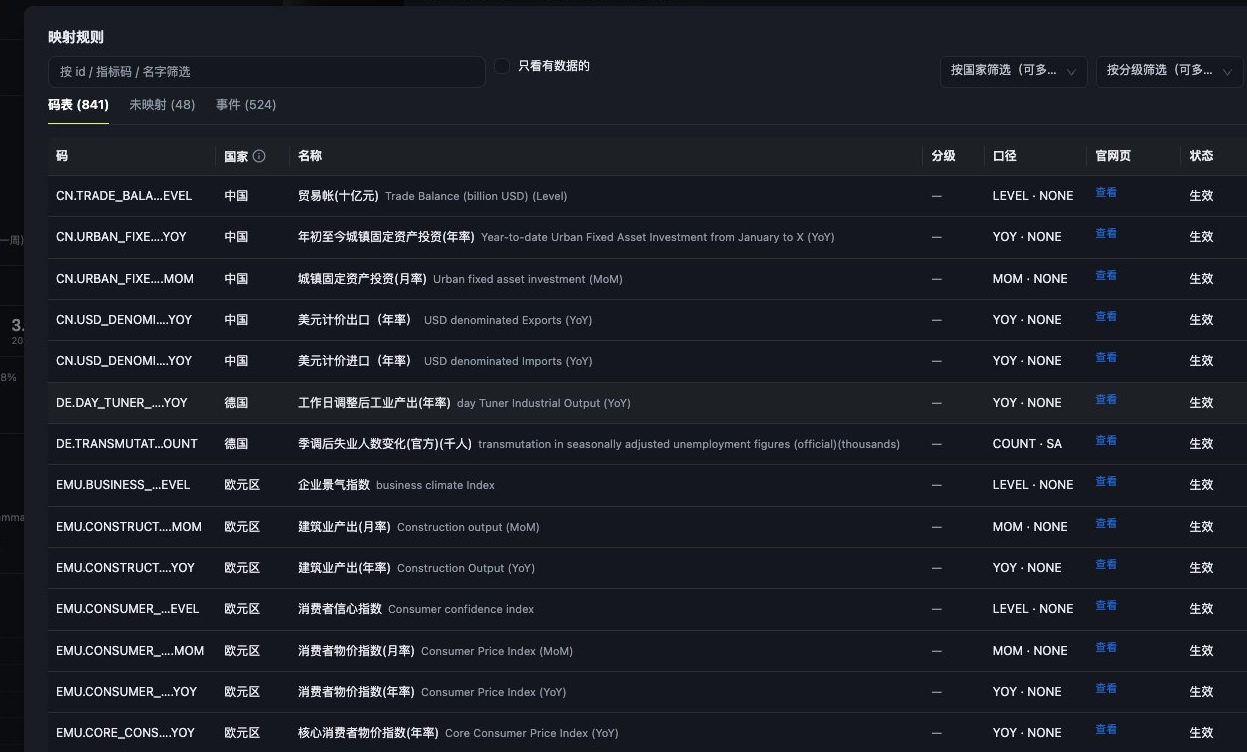 映射规则
按 id / 指标码 / 名字筛选 只看有数据的 按国家筛选（可多... 按分级筛选（可多...
码表 (841) 未映射 (48) 事件 (524)
码 国家 名称 分级 口径 官网页 状态
CN.TRADE_BALA...EVEL 中国 贸易帐(十亿元) Trade Balance (billion USD) (Level) — LEVEL · NONE 查看 生效
CN.URBAN_FIXE....YOY 中国 年初至今城镇固定资产投资(年率) Year-to-date Urban Fixed Asset Investment from January to X (YoY) — YOY · NONE 查看 生效
一周)
CN.URBAN_FIXE....MOM 中国 城镇固定资产投资(月率) Urban fixed asset investment (MoM) — MOM · NONE 查看 生效
CN.USD_DENOMI....YOY 中国 美元计价出口（年率） USD denominated Exports (YoY) — YOY · NONE 查看 生效
3.
20
CN.USD_DENOMI....YOY 中国 美元计价进口（年率） USD denominated Imports (YoY) — YOY · NONE 查看 生效
8%
DE.DAY_TUNER_....YOY 德国 工作日调整后工业产出(年率) day Tuner Industrial Output (YoY) — YOY · NONE 查看 生效
DE.TRANSMUTAT...OUNT 德国 季调后失业人数变化(官方)(千人) transmutation in seasonally adjusted unemployment figures (official)(thousands) — COUNT · SA 查看 生效
EMU.BUSINESS_...EVEL 欧元区 企业景气指数 business climate Index — LEVEL · NONE 查看 生效
mma
EMU.CONSTRUCT....MOM 欧元区 建筑业产出(月率) Construction output (MoM) — MOM · NONE 查看 生效
EMU.CONSTRUCT....YOY 欧元区 建筑业产出(年率) Construction Output (YoY) — YOY · NONE 查看 生效
EMU.CONSUMER_...EVEL 欧元区 消费者信心指数 Consumer confidence index — LEVEL · NONE 查看 生效
EMU.CONSUMER_....MOM 欧元区 消费者物价指数(月率) Consumer Price Index (MoM) — MOM · NONE 查看 生效
EMU.CONSUMER_....YOY 欧元区 消费者物价指数(年率) Consumer Price Index (YoY) — YOY · NONE 查看 生效
EMU.CORE_CONS....YOY 欧元区 核心消费者物价指数(年率) Core Consumer Price Index (YoY) — YOY · NONE 查看 生效